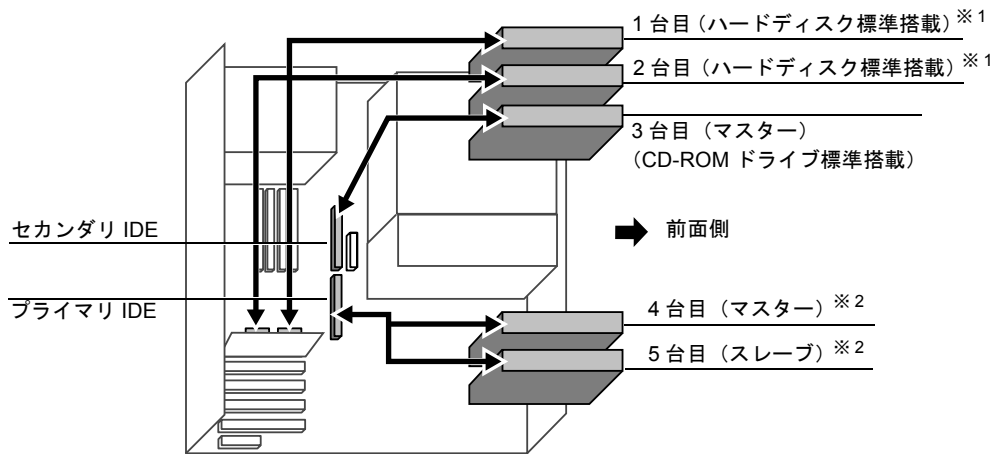 1 台目（ハードディスク標準搭載）※ 1
2 台目（ハードディスク標準搭載）※ 1
3 台目（マスター）
（CD-ROM ドライブ標準搭載）
セカンダリ IDE
前面側
プライマリ IDE
4 台目（マスター）※ 2
5 台目（スレーブ）※ 2